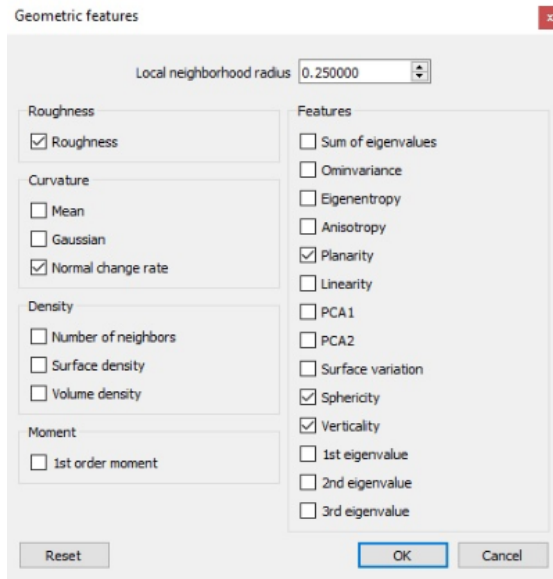 Geometric features
x
Local neighborhood radius 0.250000
Roughness
Roughness
Curvature
Mean
Gaussian
Normal change rate
Density
Number of neighbors
Surface density
Volume density
Moment
1st order moment
Features
Sum of eigenvalues
Ominvariance
Eigenentropy
Anisotropy
Planarity
Linearity
PCA1
PCA2
Surface variation
Sphericity
Verticality
1st eigenvalue
2nd eigenvalue
3rd eigenvalue
Reset
OK
Cancel